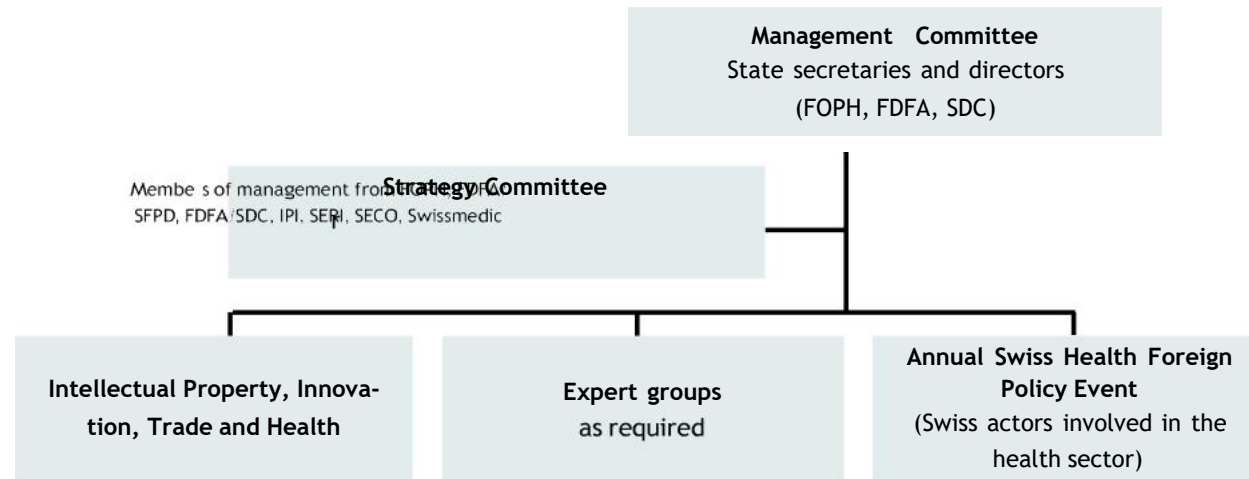 Management Committee
State secretaries and directors
(FOPH, FDFA, SDC)
Strategy Committee
Membe s of management from
SFPD, FDFA/SDC, IPI, SERI, SECO, Swissmedic
Intellectual Property, Innova-
tion, Trade and Health
Expert groups
as required
Annual Swiss Health Foreign
Policy Event
(Swiss actors involved in the
health sector)